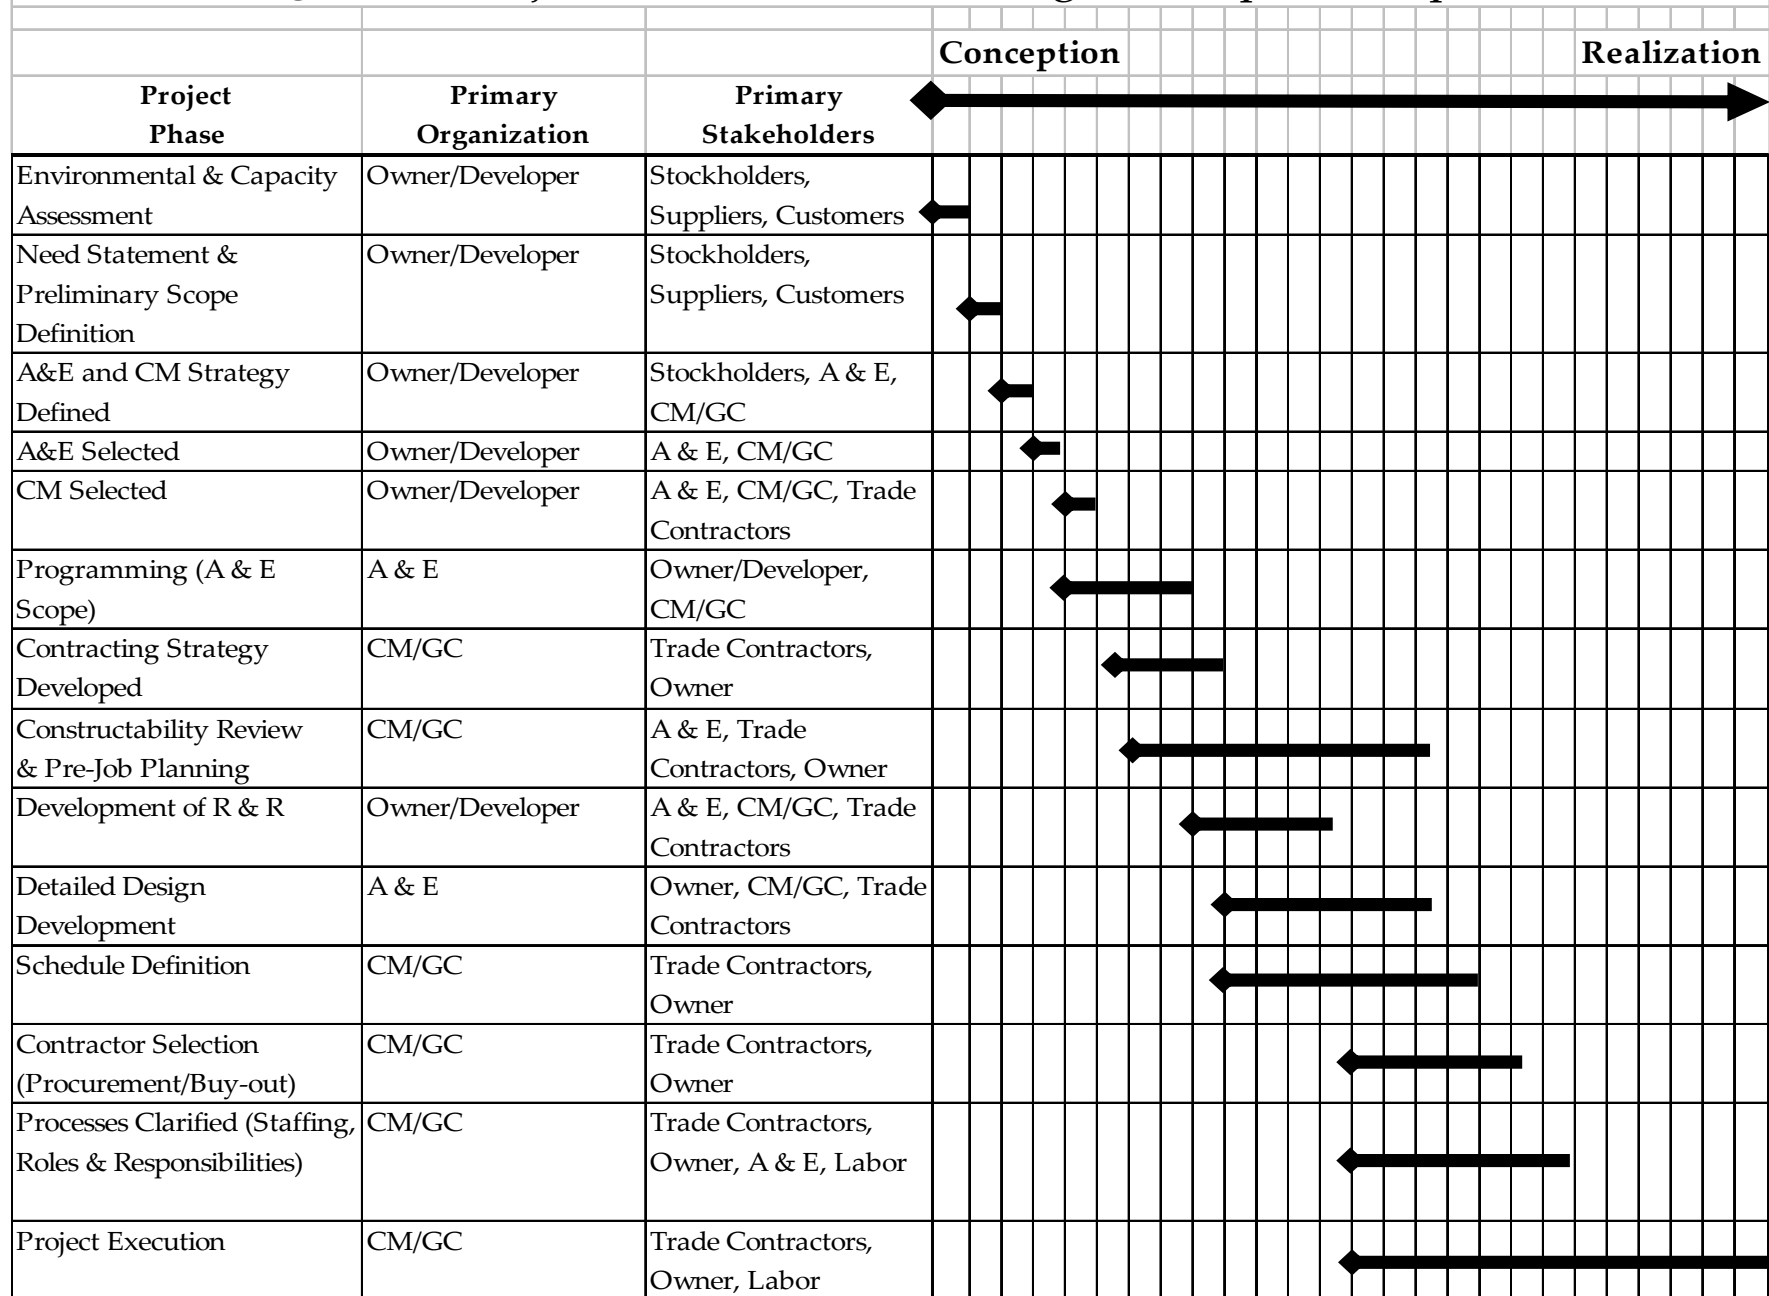 Conception Realization
Project Primary Primary
Phase Organization Stakeholders
Environmental & Capacity Owner/Developer Stockholders,
Assessment Suppliers, Customers
Need Statement & Owner/Developer Stockholders,
Preliminary Scope Suppliers, Customers
Definition
A&E and CM Strategy Owner/Developer Stockholders, A & E,
Defined CM/GC
A&E Selected Owner/Developer A & E, CM/GC
CM Selected Owner/Developer A & E, CM/GC, Trade
Contractors
Programming (A & E A & E Owner/Developer,
Scope) CM/GC
Contracting Strategy CM/GC Trade Contractors,
Developed Owner
Constructability Review CM/GC A & E, Trade
& Pre-Job Planning Contractors, Owner
Development of R & R Owner/Developer A & E, CM/GC, Trade
Contractors
Detailed Design A & E Owner, CM/GC, Trade
Development Contractors
Schedule Definition CM/GC Trade Contractors,
Owner
Contractor Selection CM/GC Trade Contractors,
(Procurement/Buy-out) Owner
Processes Clarified (Staffing, CM/GC Trade Contractors,
Roles & Responsibilities) Owner, A & E, Labor
Project Execution CM/GC Trade Contractors,
Owner, Labor